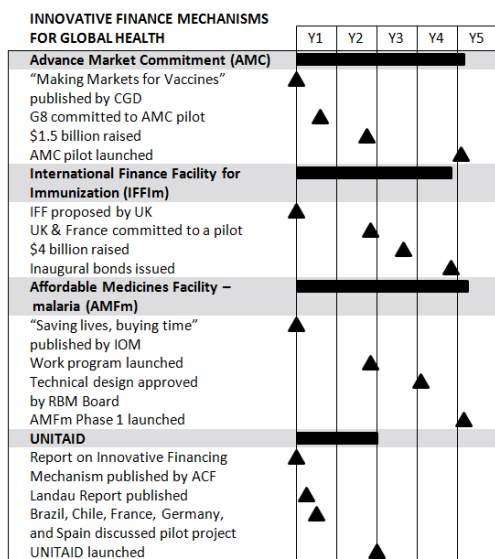 INNOVATIVE FINANCE MECHANISMS
FOR GLOBAL HEALTH
Y1 Y2 Y3 Y4 Y5
Advance Market Commitment (AMC)
“Making Markets for Vaccines”
published by CGD
G8 committed to AMC pilot
$1.5 billion raised
AMC pilot launched
International Finance Facility for
Immunization (IFFIm)
IFF proposed by UK
UK & France committed to a pilot
$4 billion raised
Inaugural bonds issued
Affordable Medicines Facility –
malaria (AMFm)
“Saving lives, buying time”
published by IOM
Work program launched
Technical design approved
by RBM Board
AMFm Phase 1 launched
UNITAID
Report on Innovative Financing
Mechanism published by ACF
Landau Report published
Brazil, Chile, France, Germany,
and Spain discussed pilot project
UNITAID launched